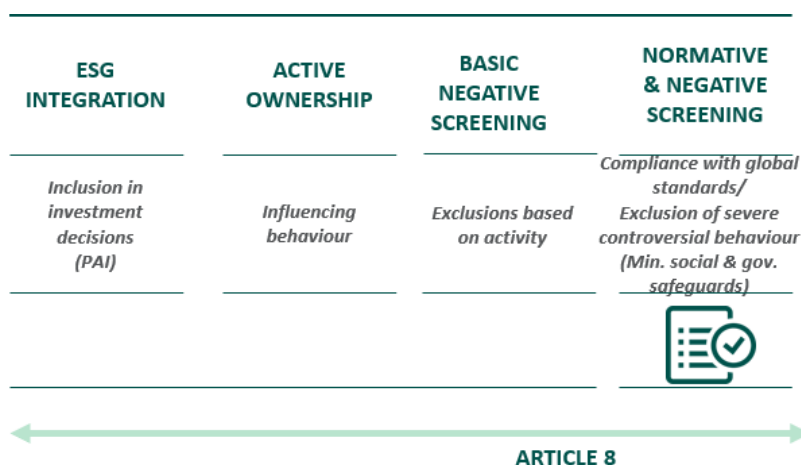 ESG
INTEGRATION
ACTIVE
OWNERSHIP
BASIC
NEGATIVE
SCREENING
NORMATIVE
& NEGATIVE
SCREENING
Inclusion in
investment
decisions
(PAI)
Influencing
behaviour
Exclusions based
on activity
Compliance with global
standards/
Exclusion of severe
controversial behaviour
(Min. social & gov.
safeguards)
ARTICLE 8